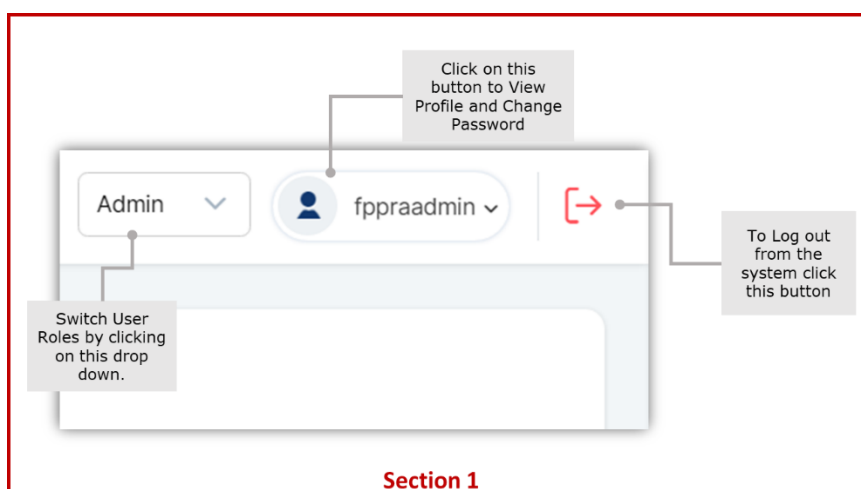 Click on this
button to View
Profile and Change
Password
Admin
fppraadmin
To Log out
from the
system click
this button
Switch User
Roles by clicking
on this drop
down.
Section 1